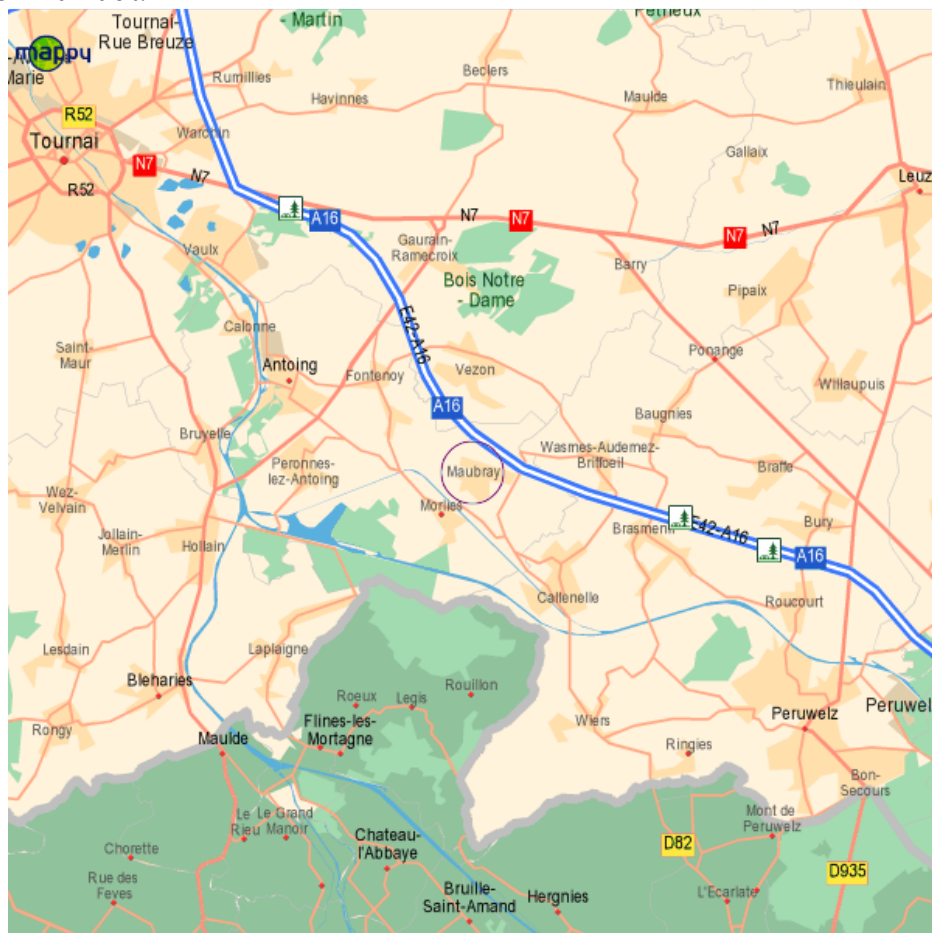 - Martin
Tournai-
Rue Breuze
mappy
Marie
Rumillies
Beclers
Thieulain
Havinnes
Maulde
R52
Warchin
Tournai
N7
Gallaix
R52
N7
Leuz
A16
N7
N7
N7
N7
Vaulx
Gaurain-
Ramecroix
Barry
Bois Notre
- Dame
Pipaix
Calonne
E42-A16
Saint-
Maur
Antoing
Fontenoy
Vezon
Ponange
Willaupuis
A16
Baugnies
Bruyelle
Wasmes-Audemez-
Briffoeil
Peronnes-
lez-Antoing
Maubray
Braffe
Wez-
Velvain
Morlies
Jollain-
Merlin
Hollain
Brasmenil
E42-A16
Bury
A16
Callenelle
Roucourt
Lesdain
Laplaigne
Bleharies
Roeux
Legis
Rouillon
Peruwel
Rongy
Flines-les-
Mortagne
Wiers
Peruwelz
Maulde
Ringies
Bon-
Secours
Le
Rieu
Le Grand
Manoir
Mont de
Peruwelz
Chateau-
l'Abbaye
D82
Chorette
D935
Rue des
Feves
Bruille-
Saint-Amand
Hergnies
L'Ecarlate